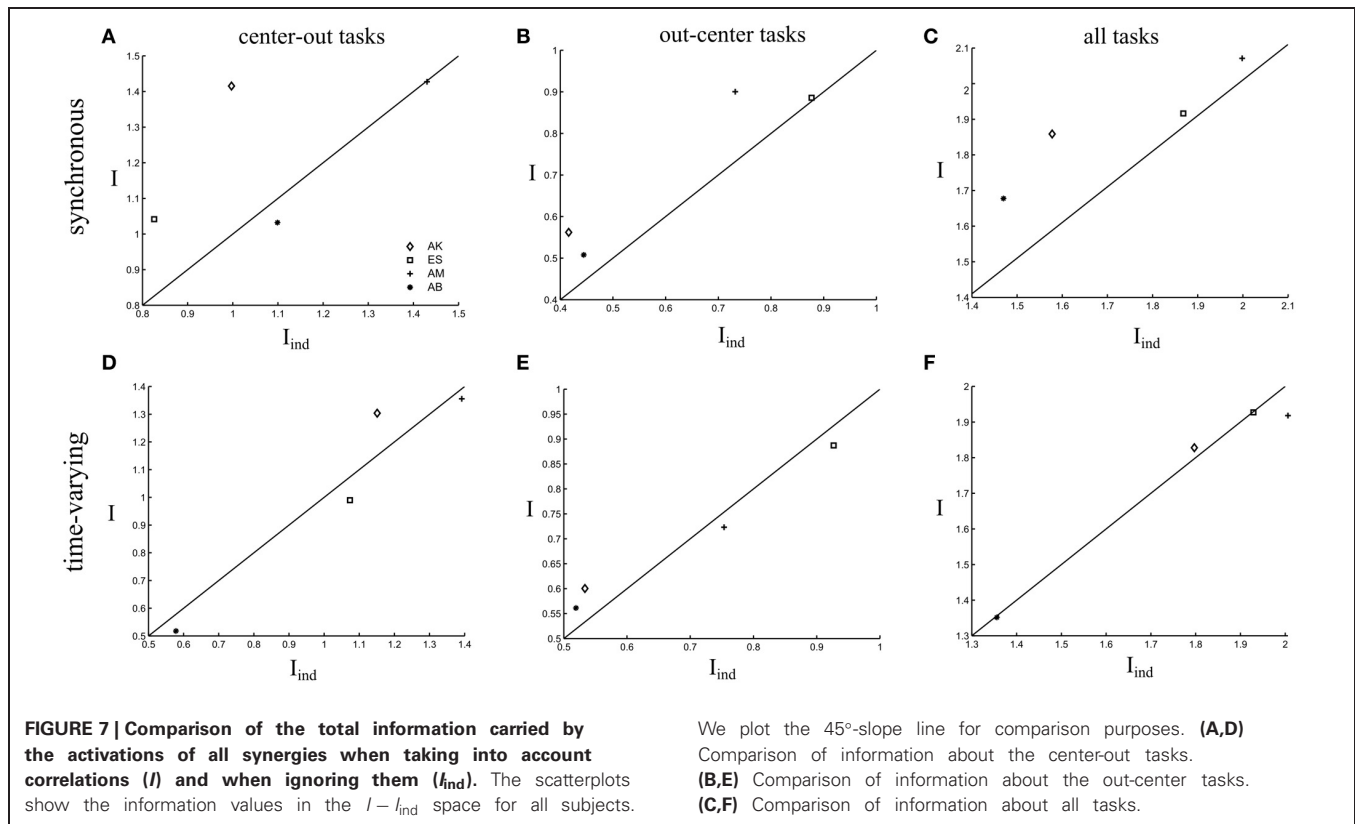 center-out tasks
out-center tasks
all tasks
synchronous
time-varying
A
1.5
1.4
1.3
1.2
1.1
1
0.9
0.8
I
0.8 0.9 1 1.1 1.2 1.3 1.4 1.5
I_ind
AK
ES
AM
AB
B
1
0.9
0.8
0.7
0.6
0.5
0.4
I
0.4 0.5 0.6 0.7 0.8 0.9 1
I_ind
C
2.1
2
1.9
1.8
1.7
1.6
1.5
1.4
I
1.4 1.5 1.6 1.7 1.8 1.9 2 2.1
I_ind
D
1.4
1.3
1.2
1.1
1
0.9
0.8
0.7
0.6
0.5
I
0.5 0.6 0.7 0.8 0.9 1 1.1 1.2 1.3 1.4
I_ind
E
1
0.95
0.9
0.85
0.8
0.75
0.7
0.65
0.6
0.55
0.5
I
0.5 0.6 0.7 0.8 0.9 1
I_ind
F
2
1.9
1.8
1.7
1.6
1.5
1.4
1.3
I
1.3 1.4 1.5 1.6 1.7 1.8 1.9 2
I_ind
FIGURE 7 | Comparison of the total information carried by
the activations of all synergies when taking into account
correlations (I) and when ignoring them (I_ind). The scatterplots
show the information values in the I − I_ind space for all subjects.
We plot the 45°-slope line for comparison purposes. (A,D)
Comparison of information about the center-out tasks.
(B,E) Comparison of information about the out-center tasks.
(C,F) Comparison of information about all tasks.